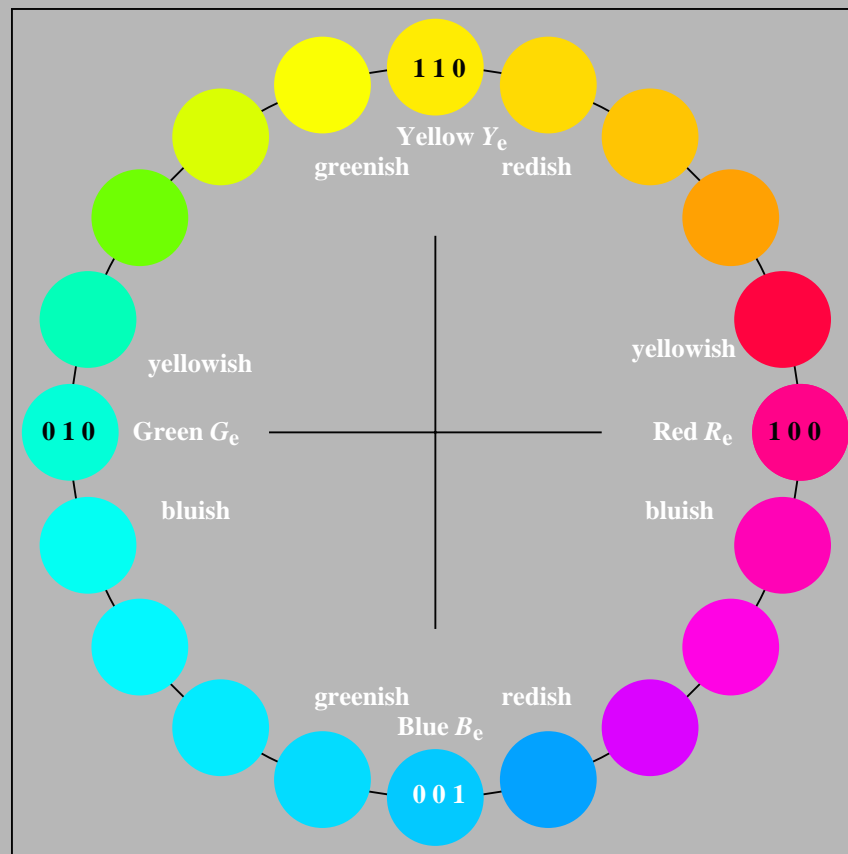 1 1 0
Yellow Ye
greenish redish
yellowish yellowish
0 1 0 Green Ge Red Re 1 0 0
bluish bluish
greenish redish
Blue Be
0 0 1